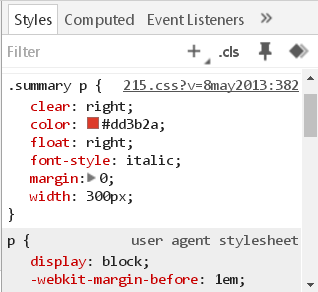 Styles Computed Event Listeners »
Filter + .cls
.summary p { 215.css?v=8may2013:382
clear: right;
color: #dd3b2a;
float: right;
font-style: italic;
margin:▶0;
width: 300px;
}
p { user agent stylesheet
display: block;
-webkit-margin-before: 1em;